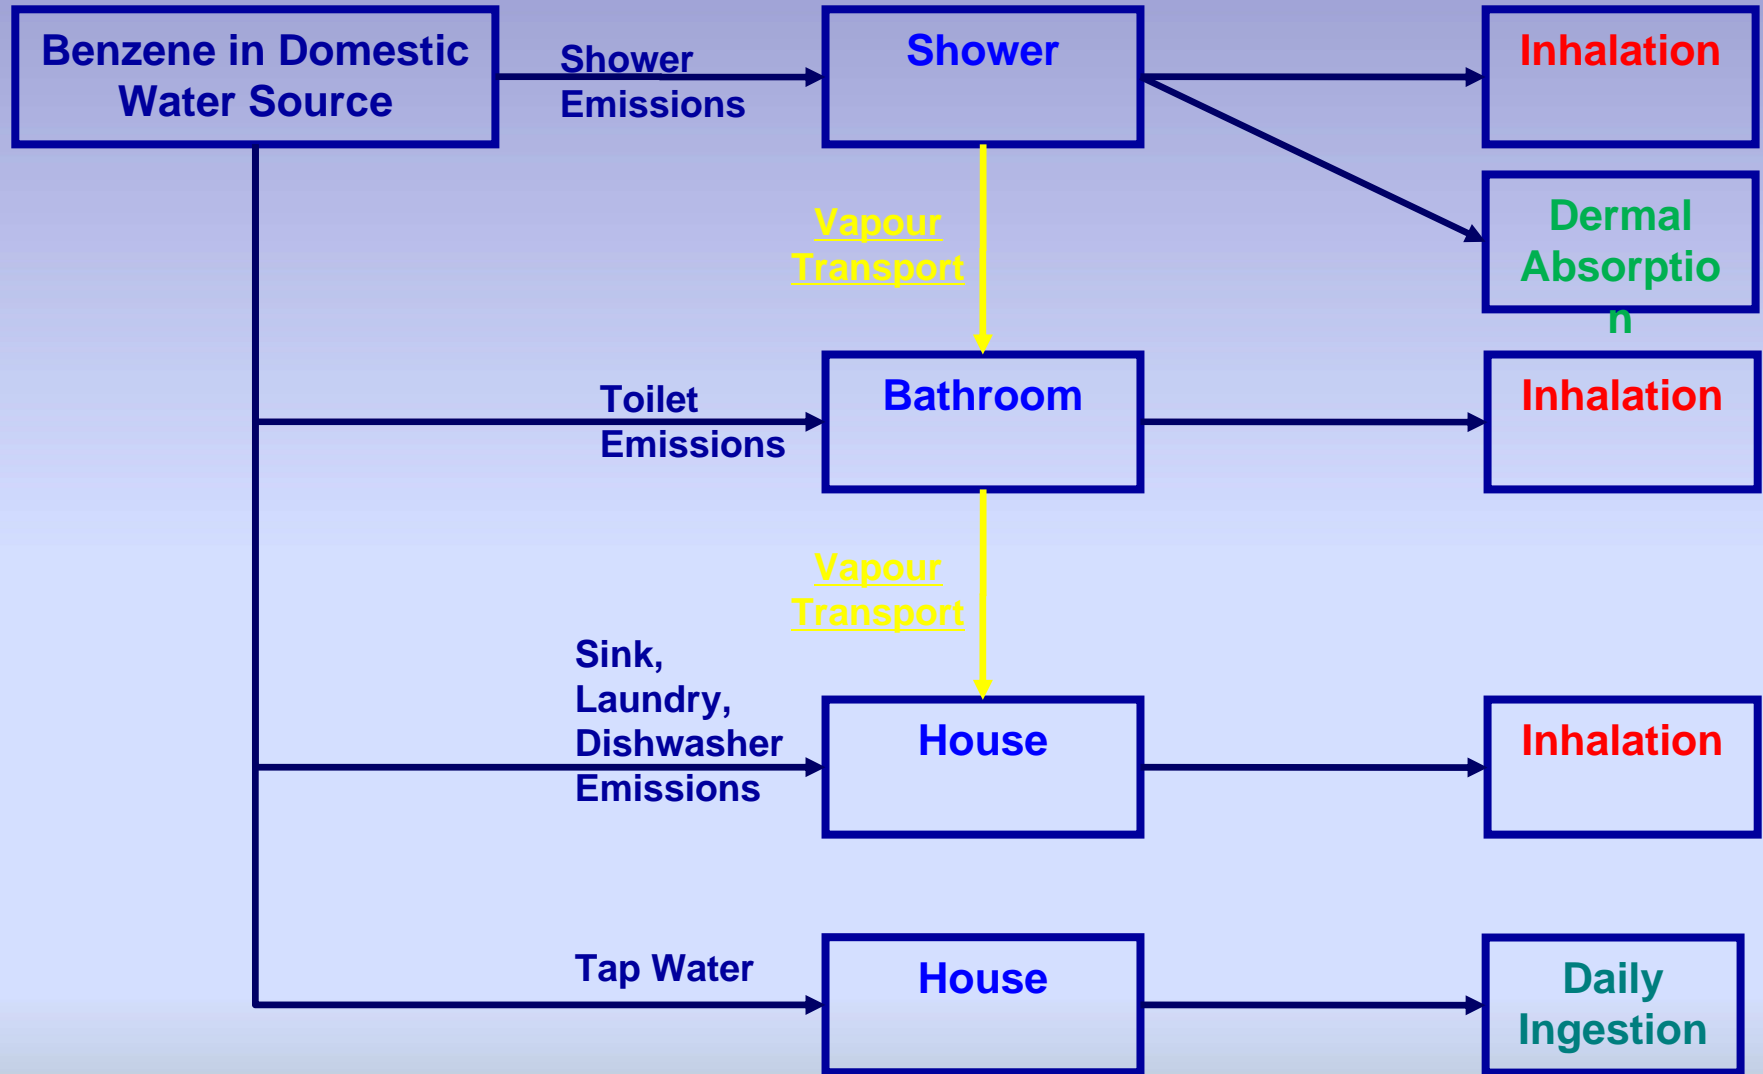 Benzene in Domestic
Water Source
Shower
Emissions
Shower
Inhalation
Vapour
Transport
Dermal
Absorptio
n
Toilet
Emissions
Bathroom
Inhalation
Vapour
Transport
Sink,
Laundry,
Dishwasher
Emissions
House
Inhalation
Tap Water
House
Daily
Ingestion